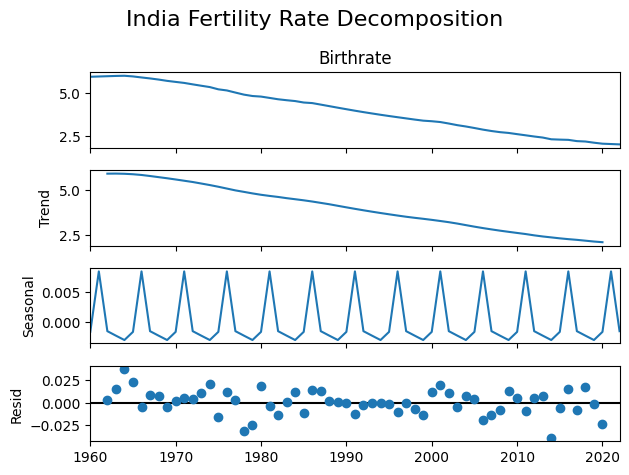 India Fertility Rate Decomposition
Birthrate
5.0
2.5
Trend
5.0
2.5
Seasonal
0.005
0.000
Resid
0.025
0.000
−0.025
1960 1970 1980 1990 2000 2010 2020